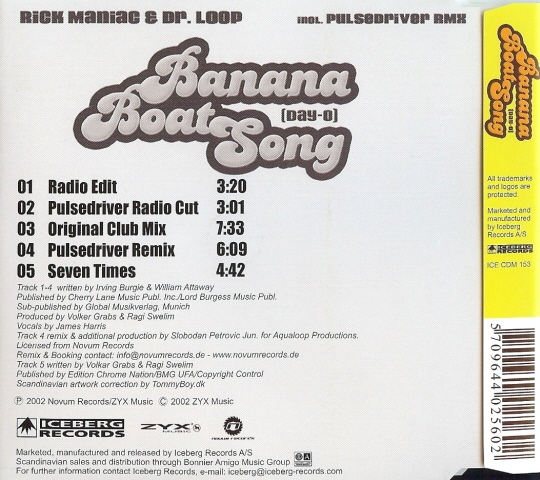 Rick Maniac & Dr. Loop incl. Pulsedriver RMX
Banana
Boat Song
(Day-O)
01 Radio Edit 3:20
02 Pulsedriver Radio Cut 3:01
03 Original Club Mix 7:33
04 Pulsedriver Remix 6:09
05 Seven Times 4:42
Track 1-4 written by Irving Burgie & William Attaway
Published by Cherry Lane Music Publ. Inc./Lord Burgess Music Publ.
Sub-published by Global Musikverlag, Munich
Produced by Volker Grabs & Ragi Swelim
Vocals by James Harris
Track 4 remix & additional production by Slobodan Petrovic Jun. for Aqualoop Productions.
Licensed from Novum Records
Remix & Booking contact: info@novumrecords.de - www.novumrecords.de
Track 5 written by Volkar Grabs & Ragi Swelim
Published by Edition Chrome Nation/BMG UFA/Copyright Control
Scandinavian artwork correction by TommyBoy.dk
℗ 2002 Novum Records/ZYX Music © 2002 ZYX Music
ICEBERG
RECORDS
ZYX
MUSIC
novum records
Marketed, manufactured and released by Iceberg Records A/S
Scandinavian sales and distribution through Bonnier Amigo Music Group
For further information contact Iceberg Records, e-mail: iceberg@iceberg-records.com
Banana
Boat Song
(Day-O)
All trademarks
and logos are
protected.
Marketed and
manufactured
by Iceberg
Records A/S
ICEBERG
RECORDS
ICE CDM 153
5 709644 025602